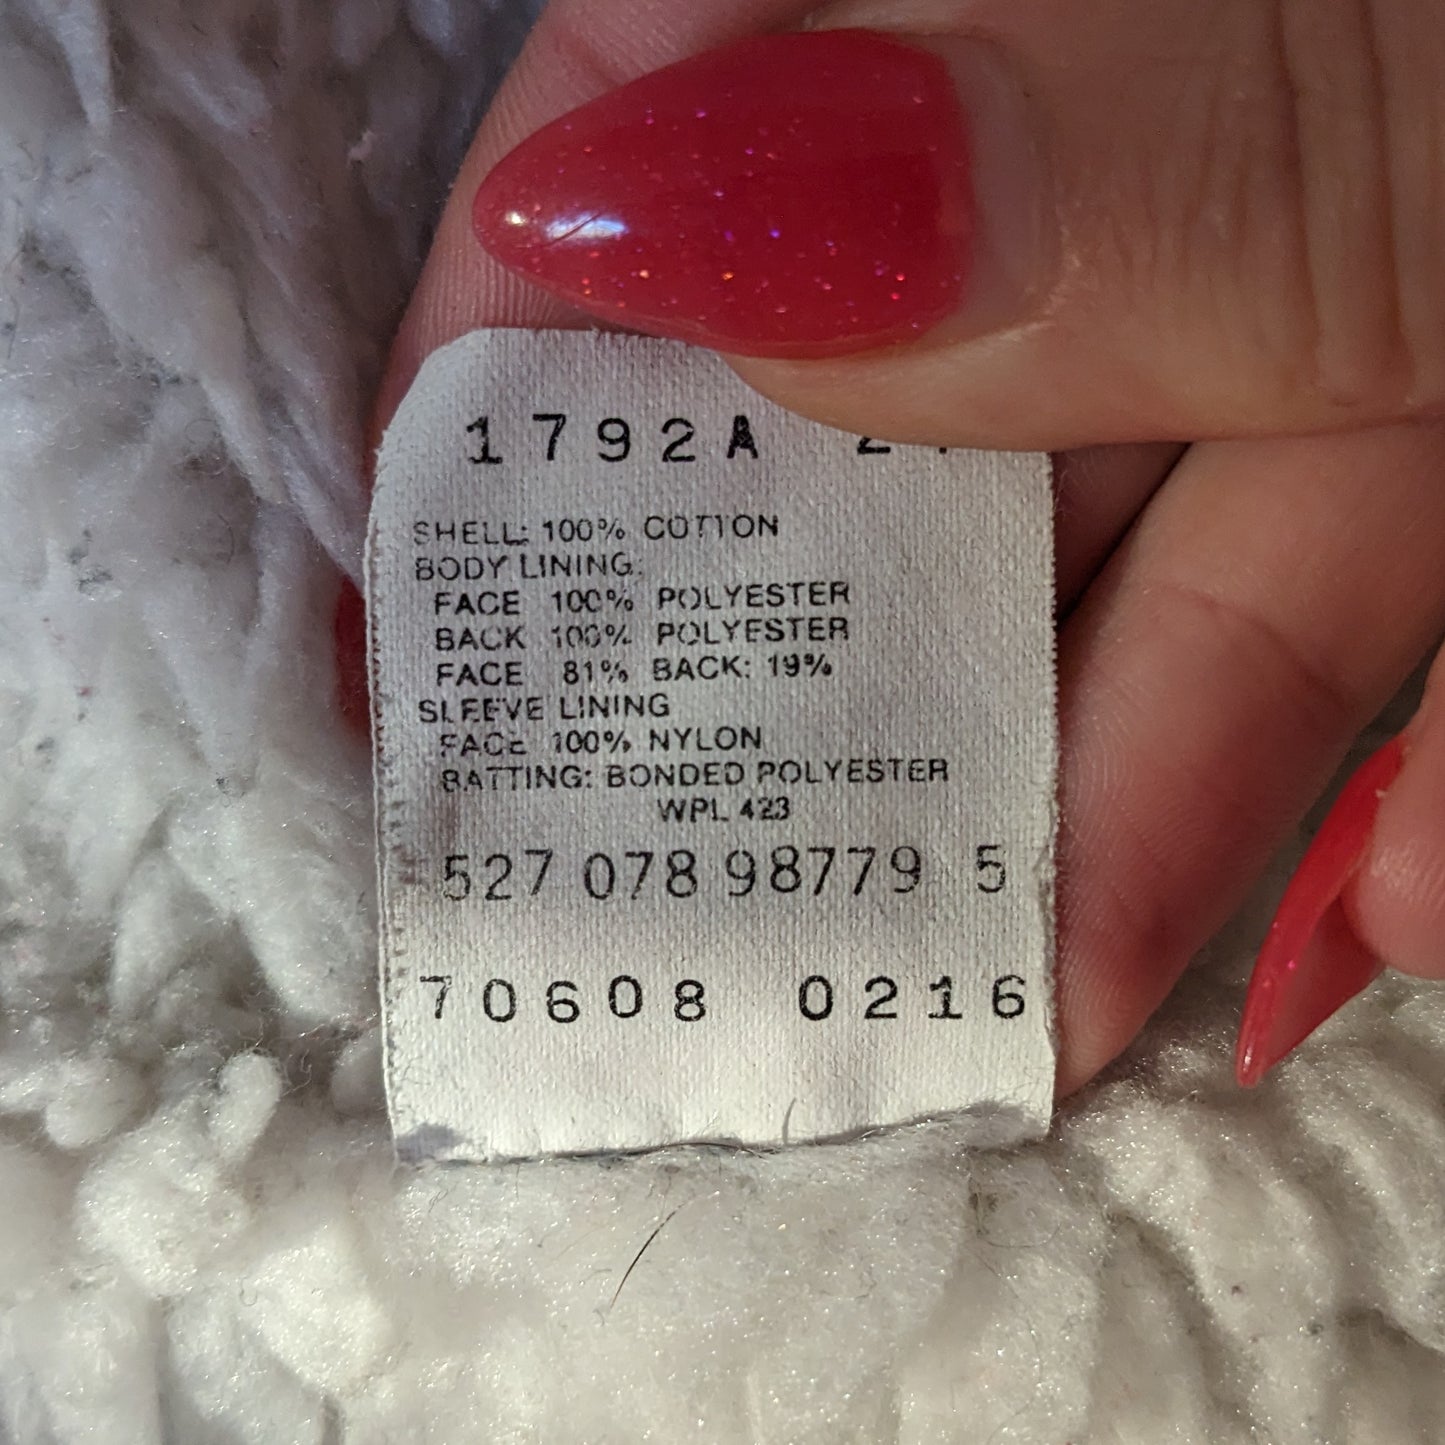 1792A
SHELL: 100% COTTON
BODY LINING:
FACE 100% POLYESTER
BACK 100% POLYESTER
FACE 81% BACK: 19%
SLEEVE LINING
FACE 100% NYLON
BATTING: BONDED POLYESTER
WPL 423
527 078 98779 5
70608 0216